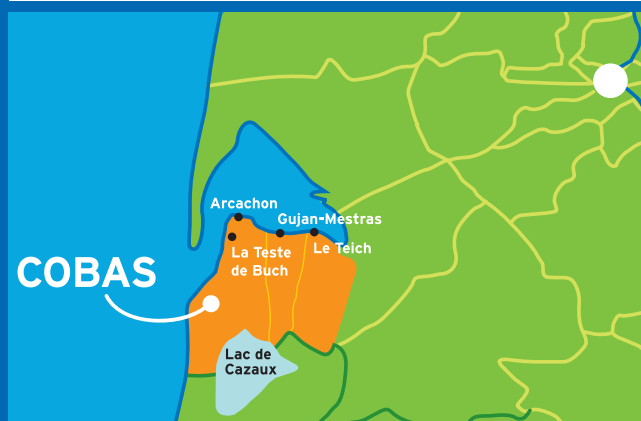 Arcachon
Gujan-Mestras
La Teste
de Buch
Le Teich
COBAS
Lac de
Cazaux